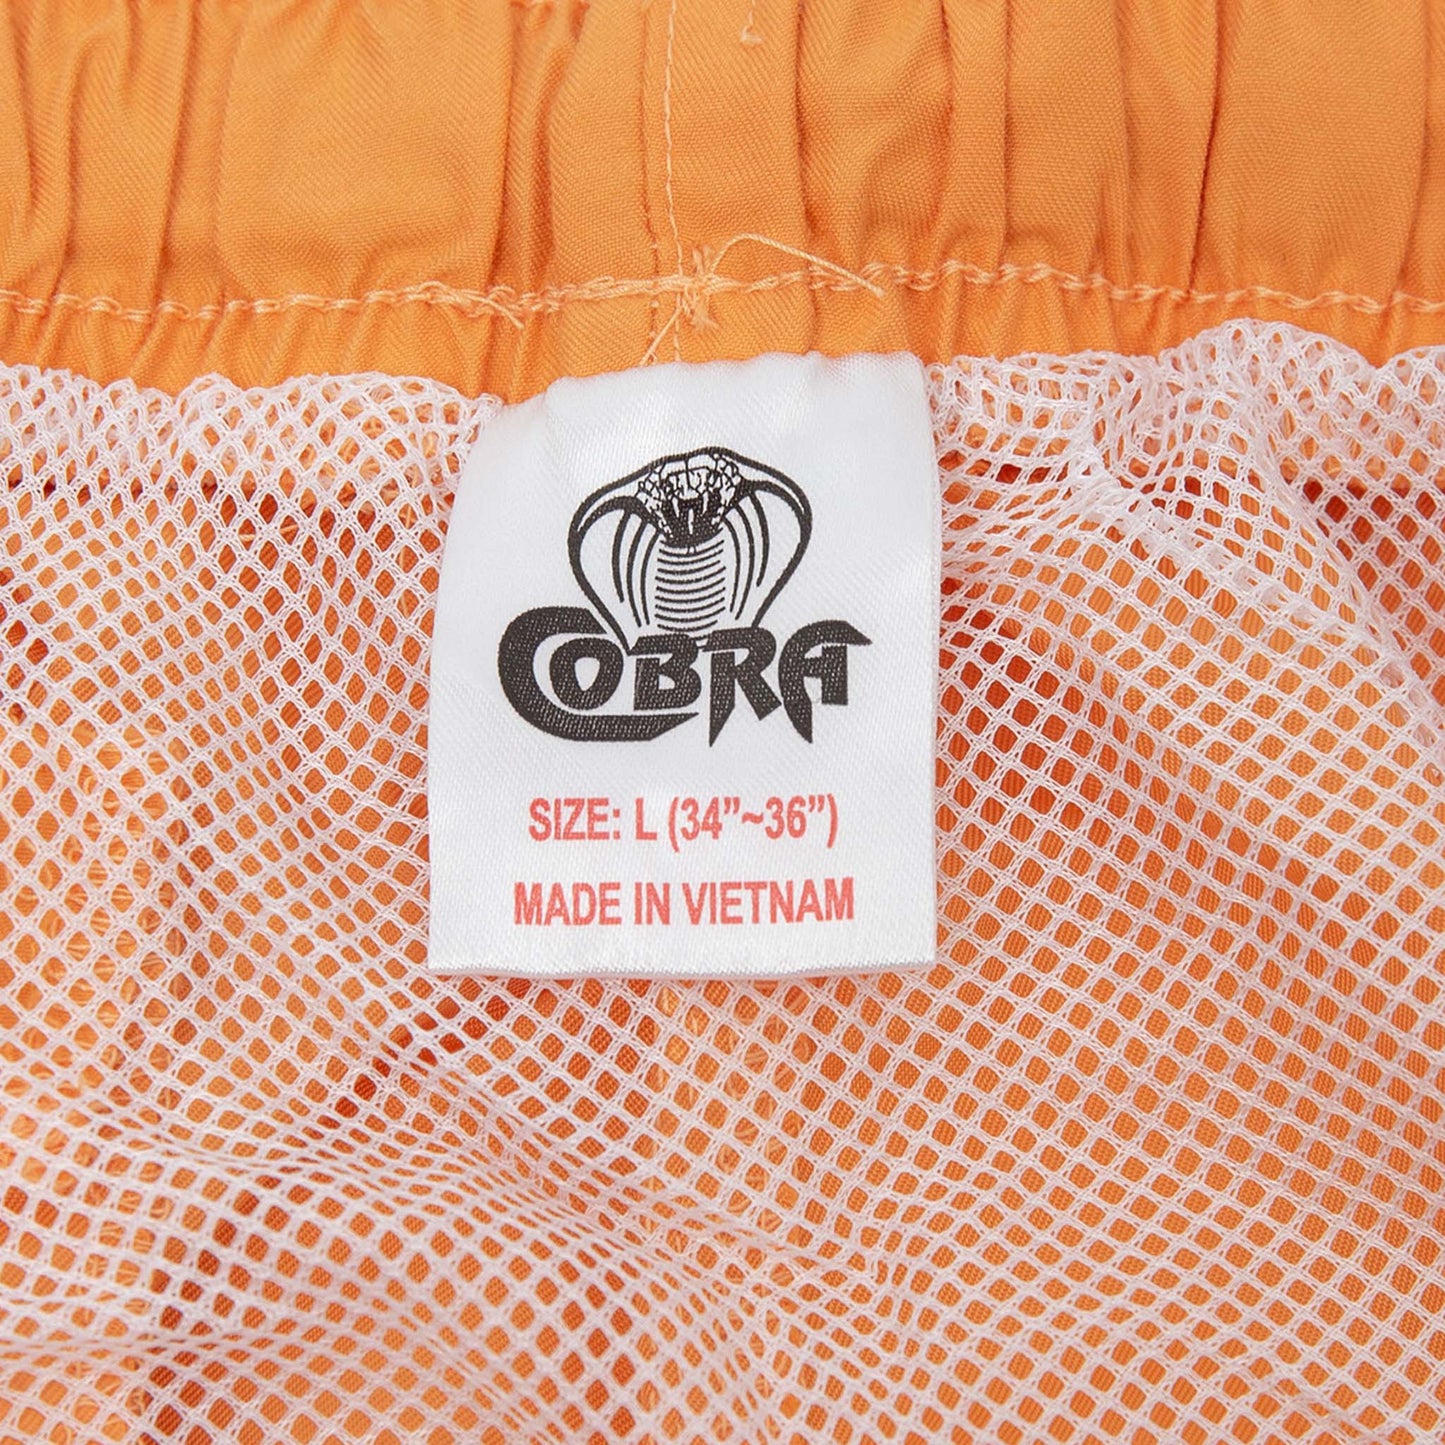 COBRA
SIZE: L (34”~36”)
MADE IN VIETNAM